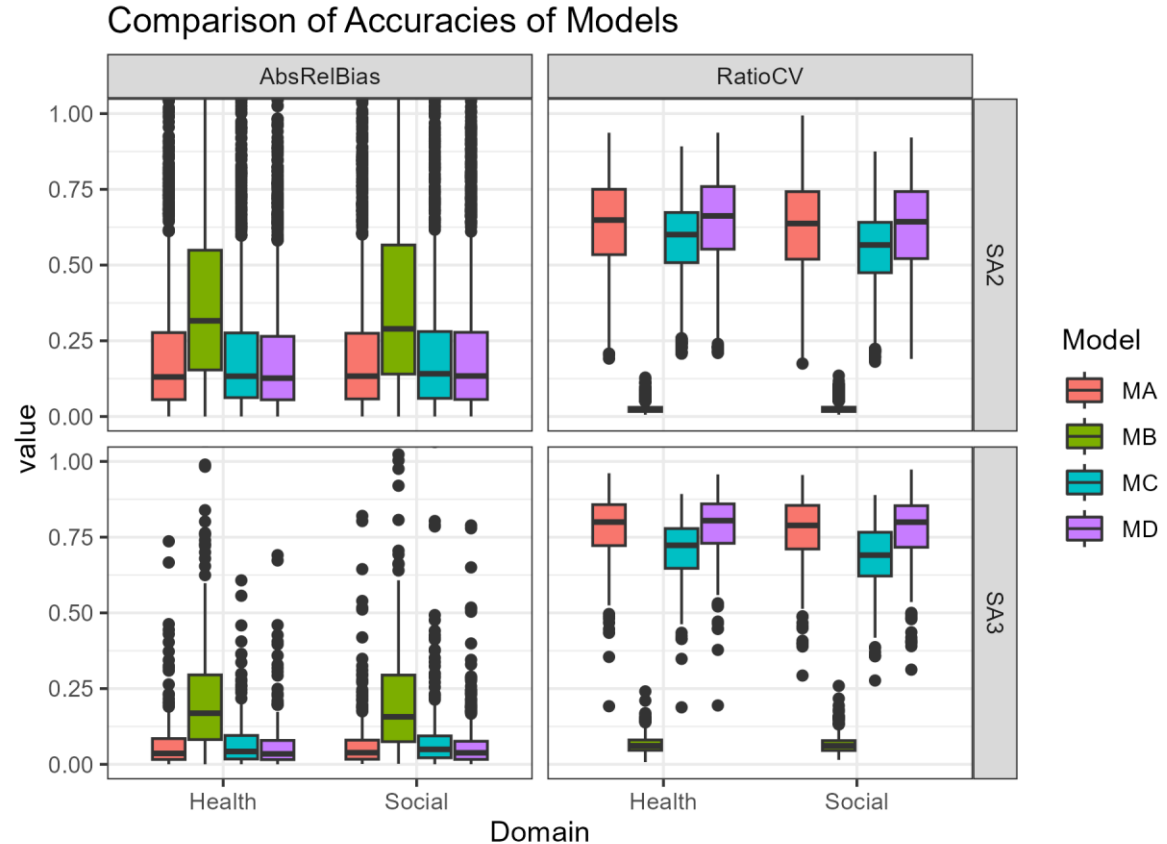 Comparison of Accuracies of Models
AbsRelBias
RatioCV
1.00
0.75
0.50
0.25
0.00
SA2
1.00
0.75
0.50
0.25
0.00
SA3
value
Health
Social
Health
Social
Domain
Model
MA
MB
MC
MD